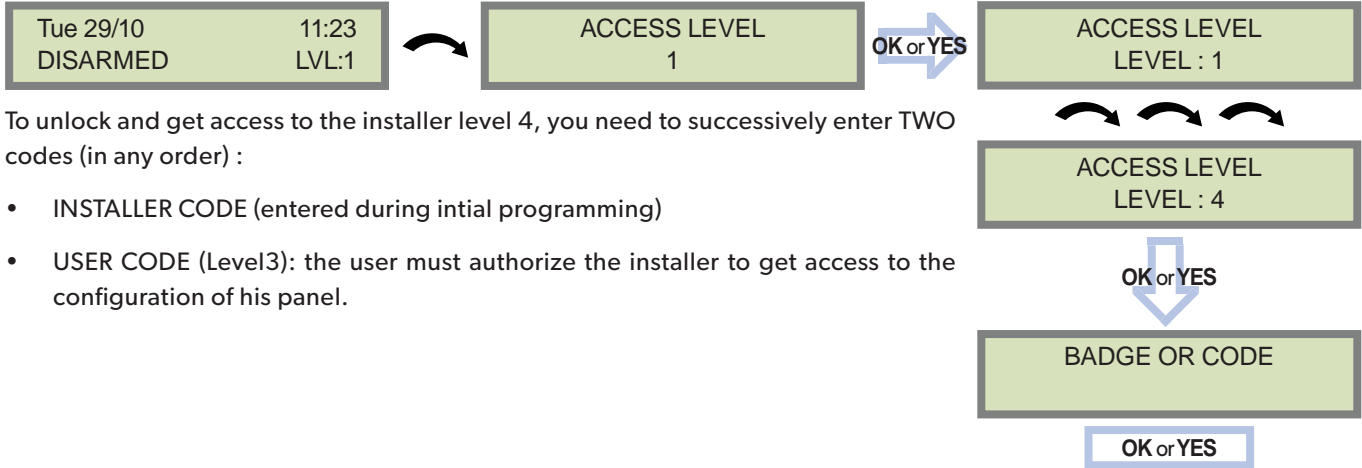 Tue 29/10 11:23
DISARMED LVL:1
ACCESS LEVEL
1
OK or YES
ACCESS LEVEL
LEVEL : 1
To unlock and get access to the installer level 4, you need to successively enter TWO
codes (in any order) :
• INSTALLER CODE (entered during intial programming)
• USER CODE (Level3): the user must authorize the installer to get access to the
configuration of his panel.
ACCESS LEVEL
LEVEL : 4
OK or YES
BADGE OR CODE
OK or YES